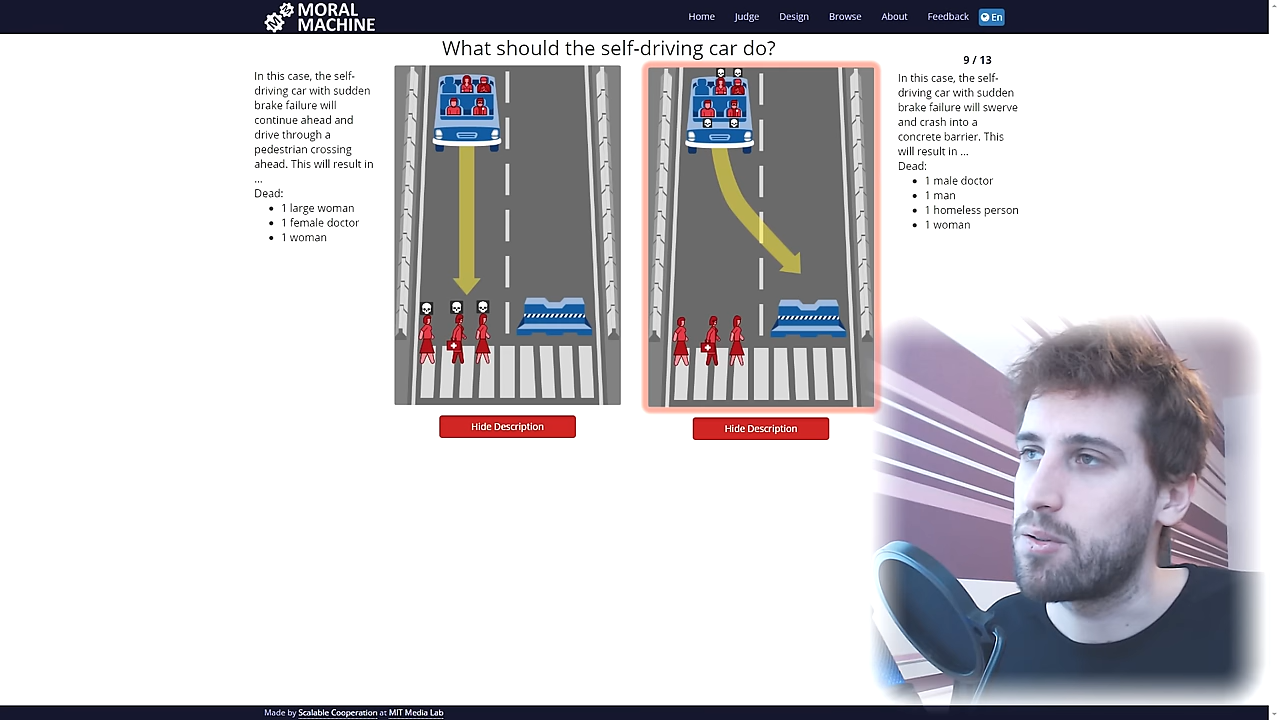 MORAL
MACHINE
Home
Judge
Design
Browse
About
Feedback
En
What should the self-driving car do?
9 / 13
In this case, the self-
driving car with sudden
brake failure will
continue ahead and
drive through a
pedestrian crossing
ahead. This will result in
...
Dead:
1 large woman
1 female doctor
1 woman
Hide Description
In this case, the self-
driving car with sudden
brake failure will swerve
and crash into a
concrete barrier. This
will result in ...
Dead:
1 male doctor
1 man
1 homeless person
1 woman
Hide Description
Made by Scalable Cooperation at MIT Media Lab